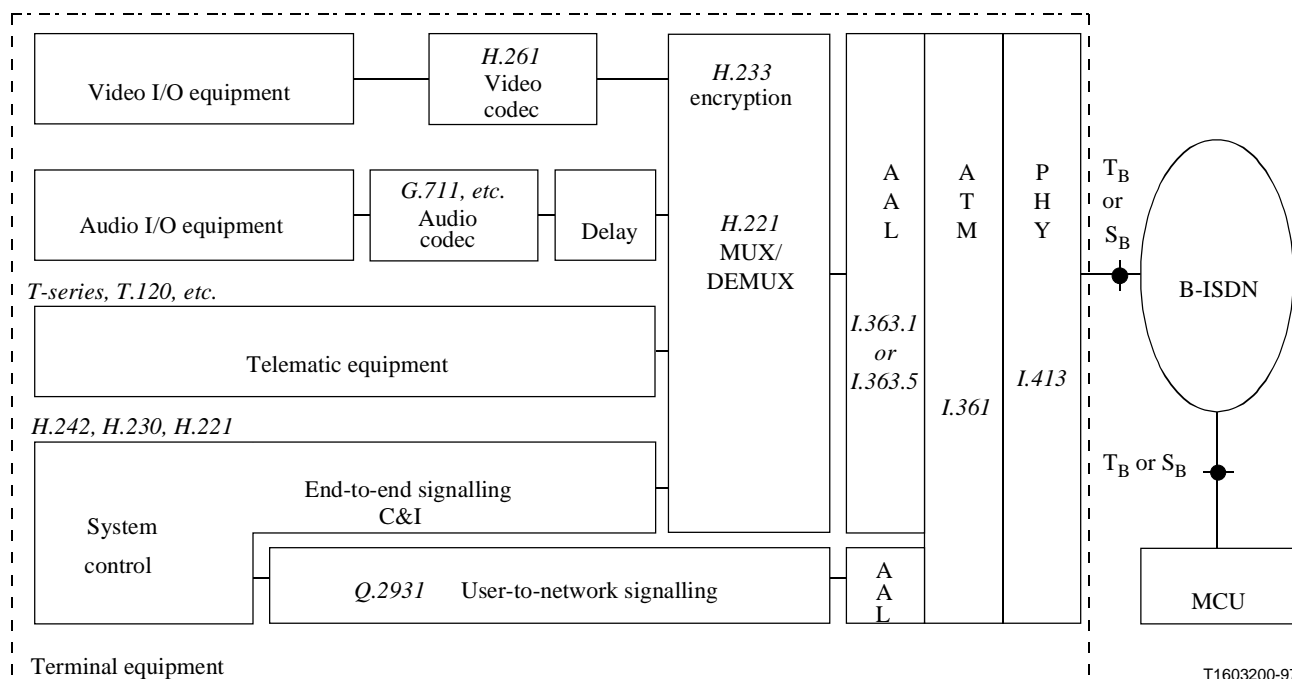 Video I/O equipment
H.261
Video
codec
H.233
encryption
Audio I/O equipment
G.711, etc.
Audio
codec
Delay
H.221
MUX/
DEMUX
A
A
L
A
T
M
P
H
Y
T_B
or
S_B
B-ISDN
T-series, T.120, etc.
Telematic equipment
I.363.1
or
I.363.5
I.361
I.413
H.242, H.230, H.221
End-to-end signalling
C&I
System
control
T_B or S_B
Q.2931 User-to-network signalling
A
A
L
MCU
Terminal equipment
T1603200-97